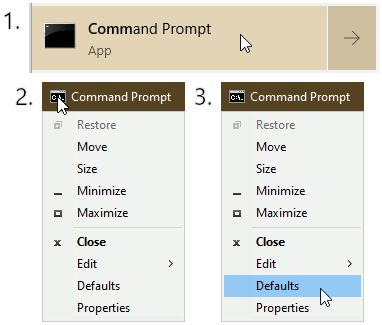 1.
Command Prompt
App
2.
C:\.
Command Prompt
Restore
Move
Size
Minimize
Maximize
Close
Edit
Defaults
Properties
3.
C:\.
Command Prompt
Restore
Move
Size
Minimize
Maximize
Close
Edit
Defaults
Properties